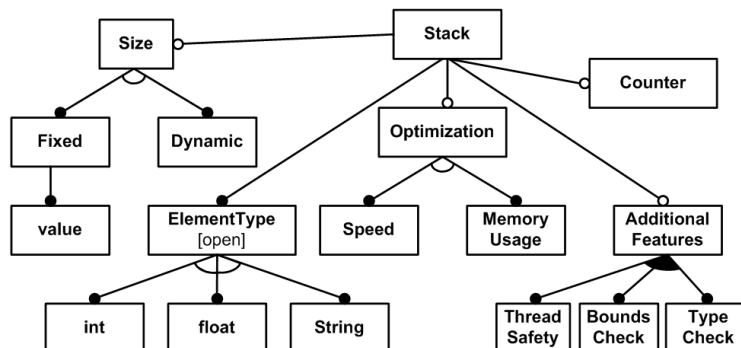 Stack
Size
Counter
Optimization
Fixed
Dynamic
value
ElementType
[open]
Speed
Memory
Usage
Additional
Features
int
float
String
Thread
Safety
Bounds
Check
Type
Check